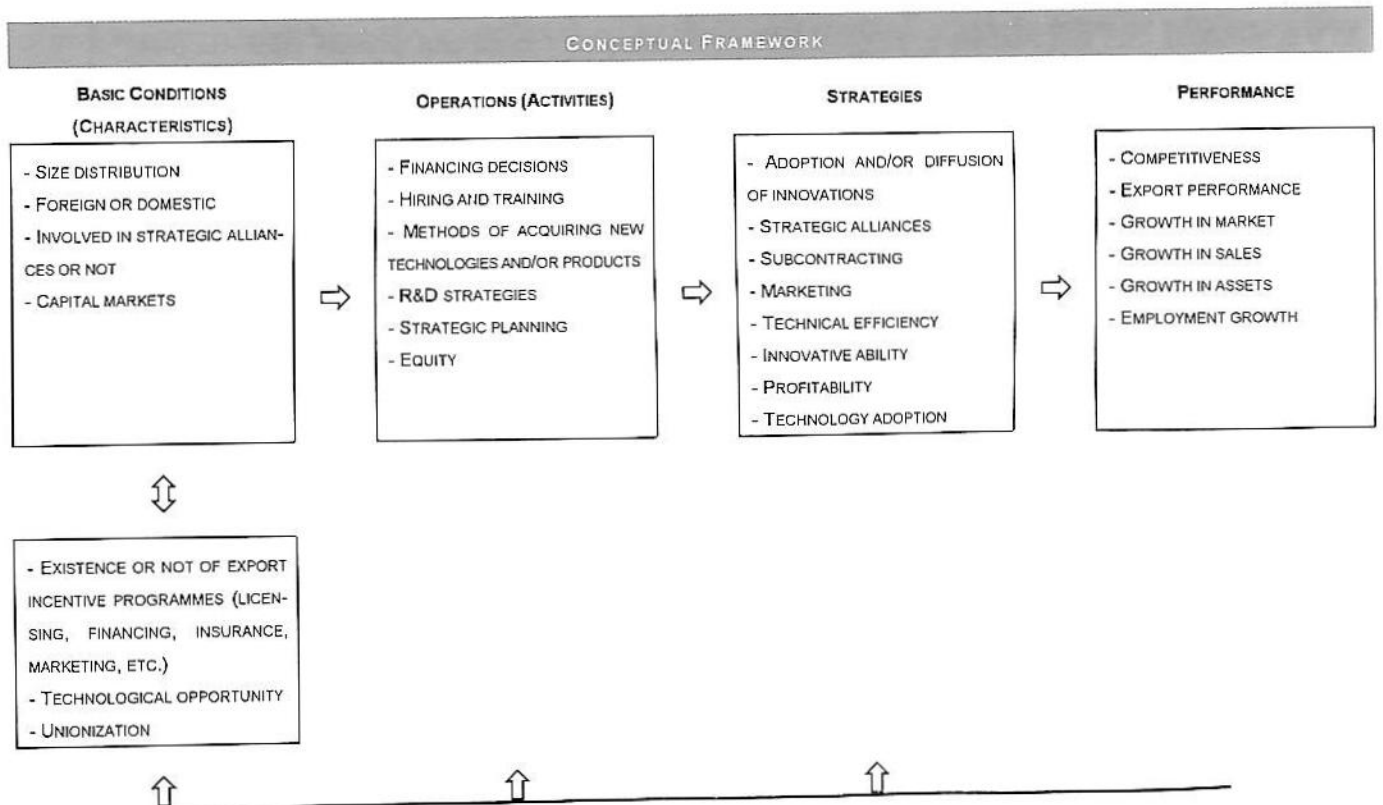 CONCEPTUAL FRAMEWORK
BASIC CONDITIONS
(CHARACTERISTICS)
- SIZE DISTRIBUTION
- FOREIGN OR DOMESTIC
- INVOLVED IN STRATEGIC ALLIAN-
CES OR NOT
- CAPITAL MARKETS
OPERATIONS (ACTIVITIES)
- FINANCING DECISIONS
- HIRING AND TRAINING
- METHODS OF ACQUIRING NEW
TECHNOLOGIES AND/OR PRODUCTS
- R&D STRATEGIES
- STRATEGIC PLANNING
- EQUITY
STRATEGIES
- ADOPTION AND/OR DIFFUSION
OF INNOVATIONS
- STRATEGIC ALLIANCES
- SUBCONTRACTING
- MARKETING
- TECHNICAL EFFICIENCY
- INNOVATIVE ABILITY
- PROFITABILITY
- TECHNOLOGY ADOPTION
PERFORMANCE
- COMPETITIVENESS
- EXPORT PERFORMANCE
- GROWTH IN MARKET
- GROWTH IN SALES
- GROWTH IN ASSETS
- EMPLOYMENT GROWTH
- EXISTENCE OR NOT OF EXPORT
INCENTIVE PROGRAMMES (LICEN-
SING, FINANCING, INSURANCE,
MARKETING, ETC.)
- TECHNOLOGICAL OPPORTUNITY
- UNIONIZATION